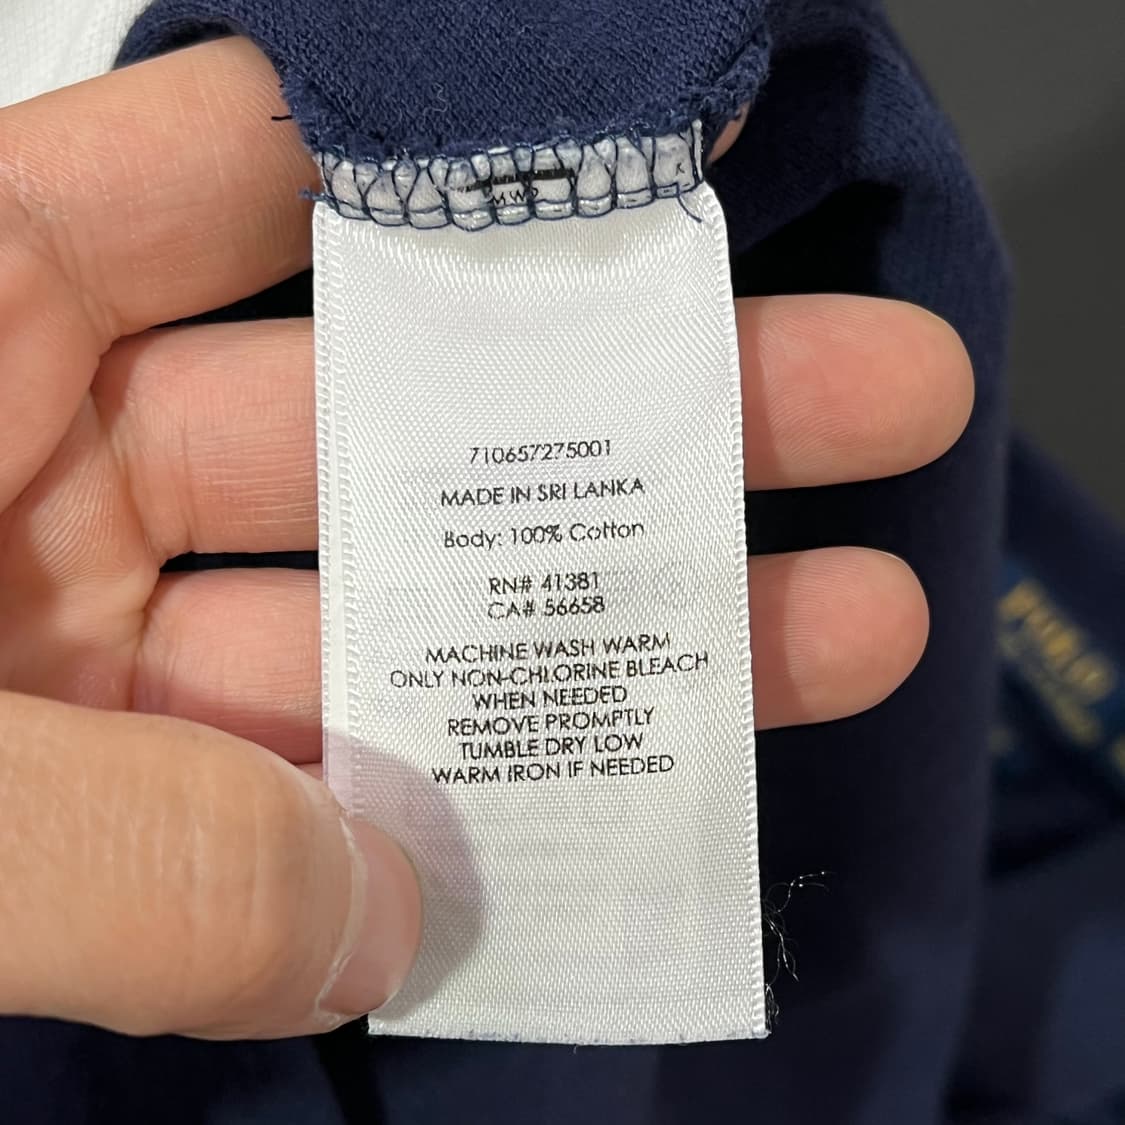 710657275001
MADE IN SRI LANKA
Body: 100% Cotton
RN# 41381
CA# 56658
MACHINE WASH WARM
ONLY NON-CHLORINE BLEACH
WHEN NEEDED
REMOVE PROMPTLY
TUMBLE DRY LOW
WARM IRON IF NEEDED